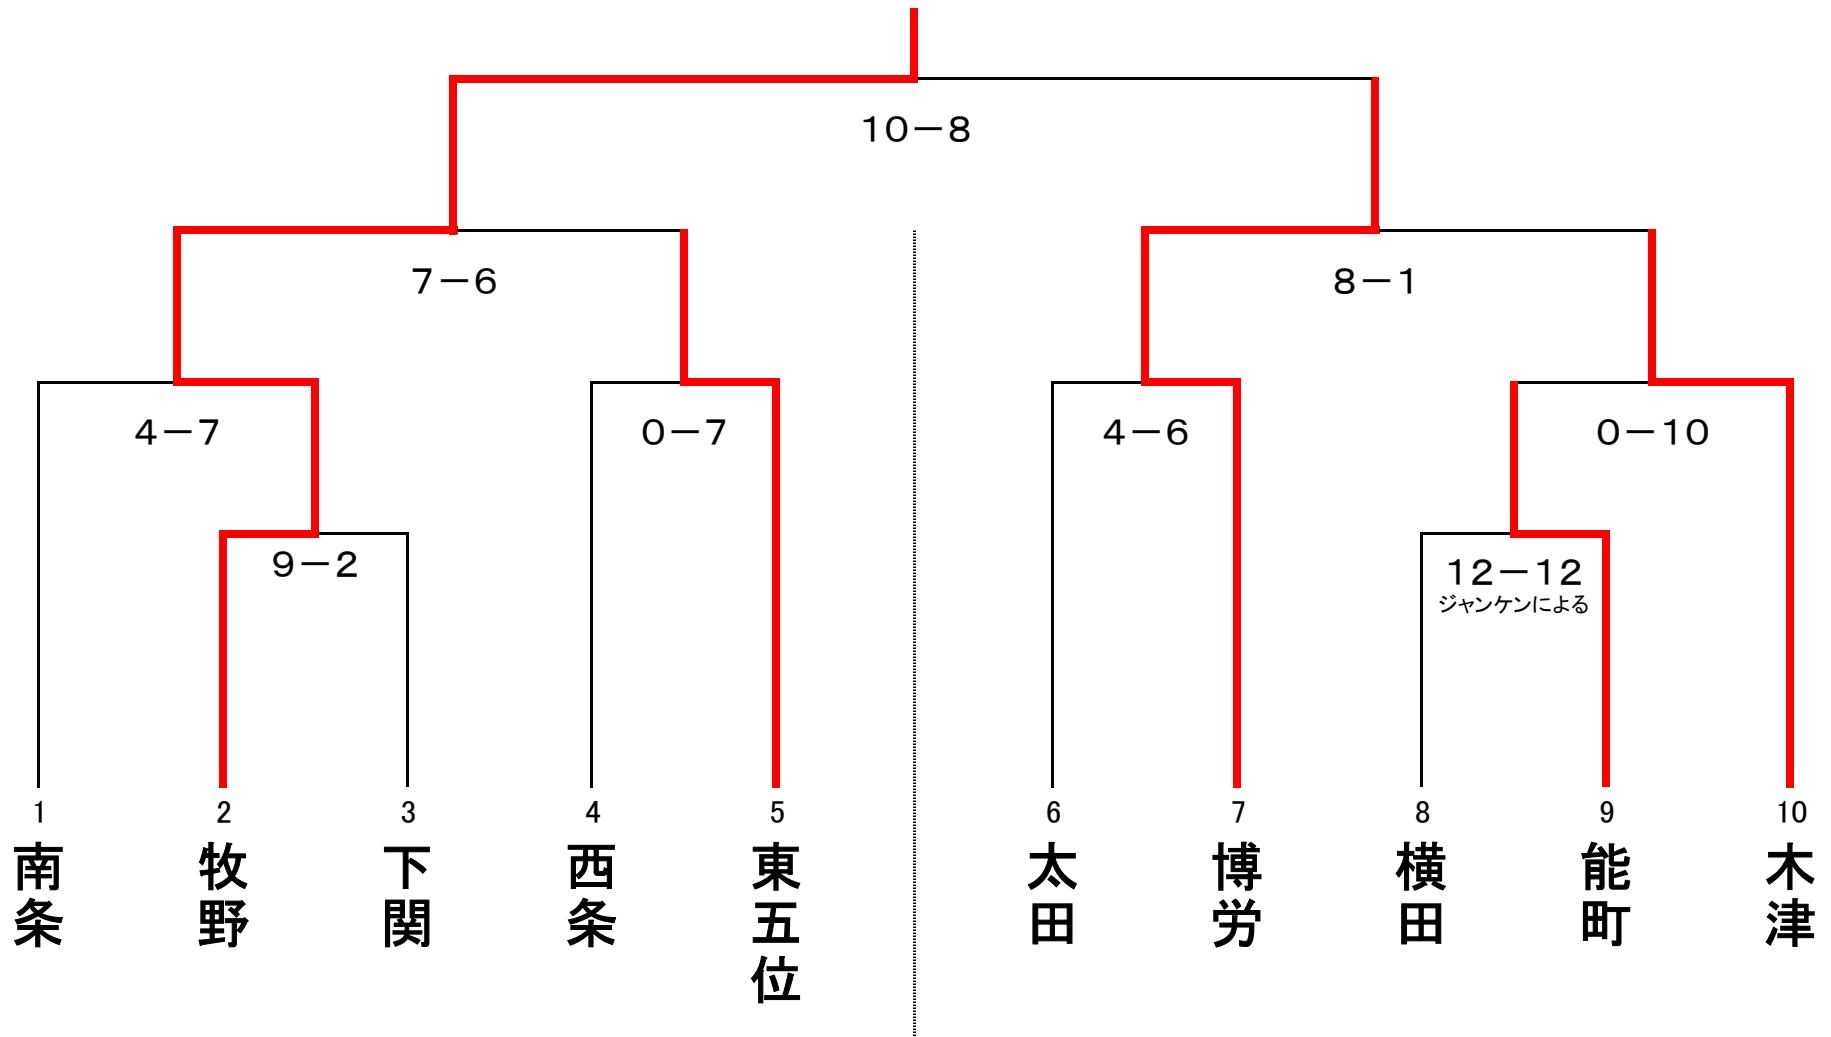 １０－８
７－６
８－１
４－７
０－７
４－６
０－１０
９－２
１２－１２
ジャンケンによる
1 2 3 4 5 6 7 8 9 10
南条
牧野
下関
西条
東五位
太田
博労
横田
能町
木津